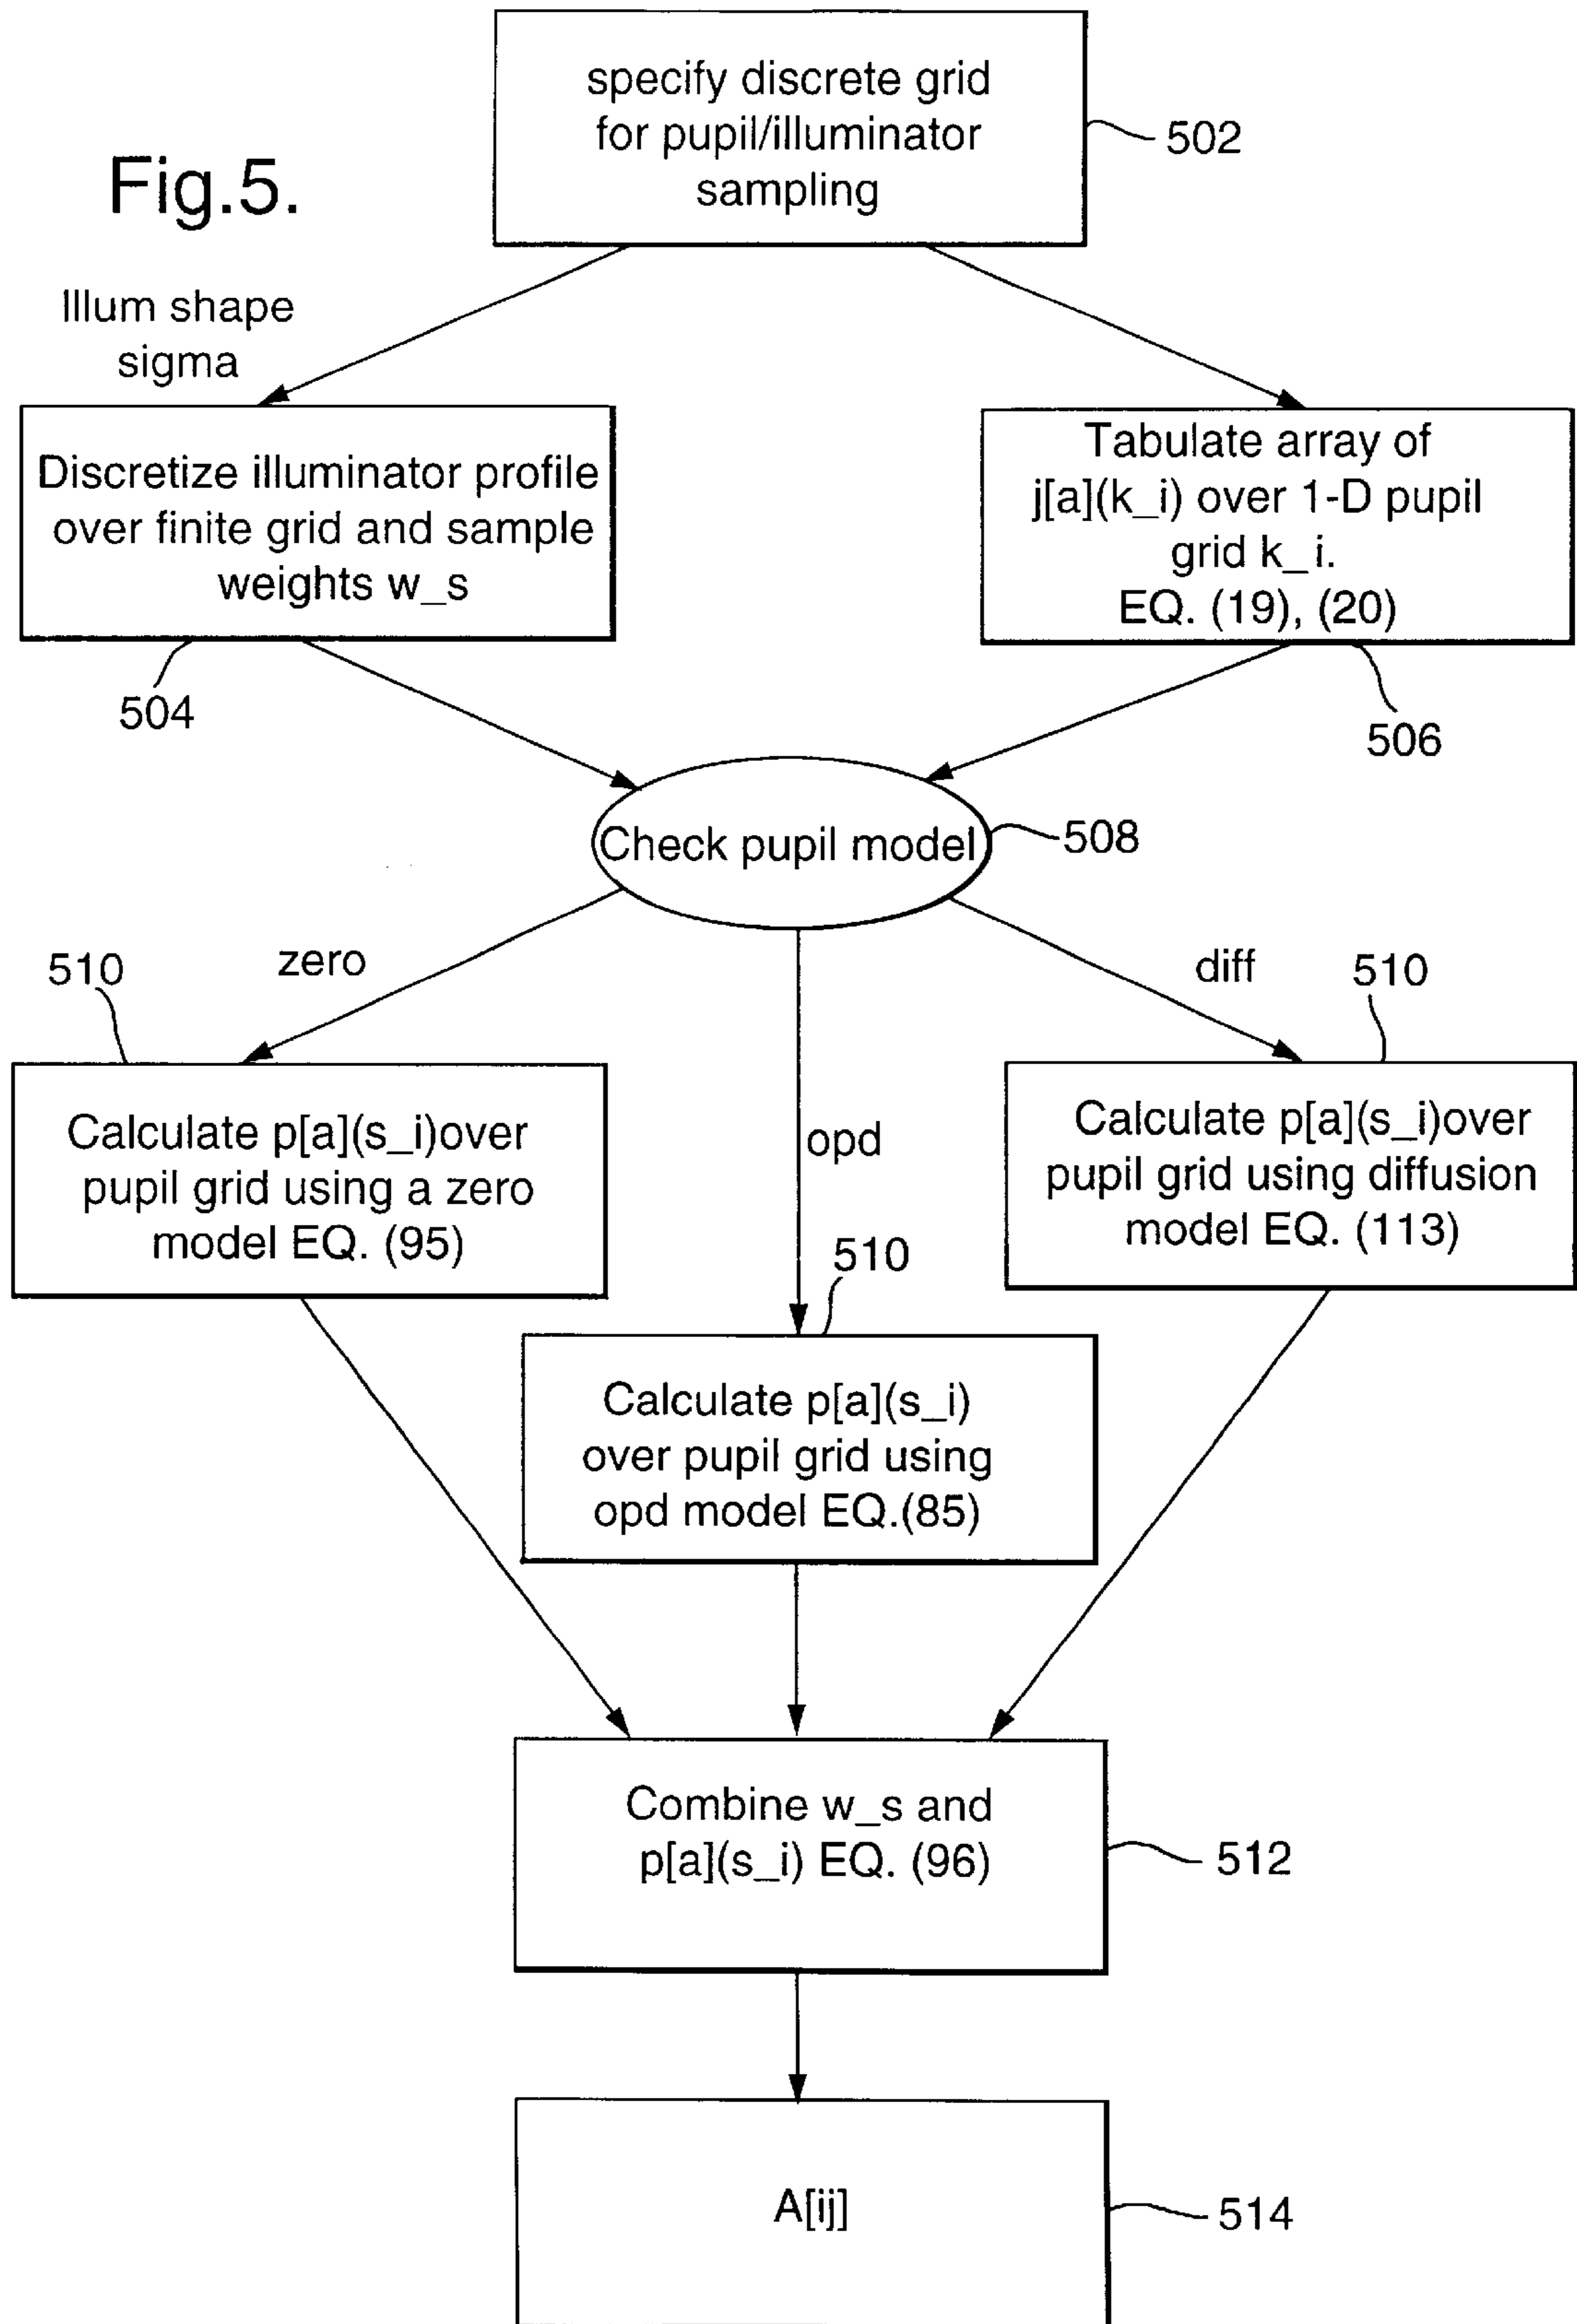 specify discrete grid
for pupil/illuminator
sampling
502
Fig.5.
Illum shape
sigma
Discretize illuminator profile
over finite grid and sample
weights w_s
504
Tabulate array of
j[a](k_i) over 1-D pupil
grid k_i.
EQ. (19), (20)
506
Check pupil model
508
zero
opd
diff
510
Calculate p[a](s_i)over
pupil grid using a zero
model EQ. (95)
510
Calculate p[a](s_i)
over pupil grid using
opd model EQ.(85)
510
Calculate p[a](s_i)over
pupil grid using diffusion
model EQ. (113)
Combine w_s and
p[a](s_i) EQ. (96)
512
A[ij]
514